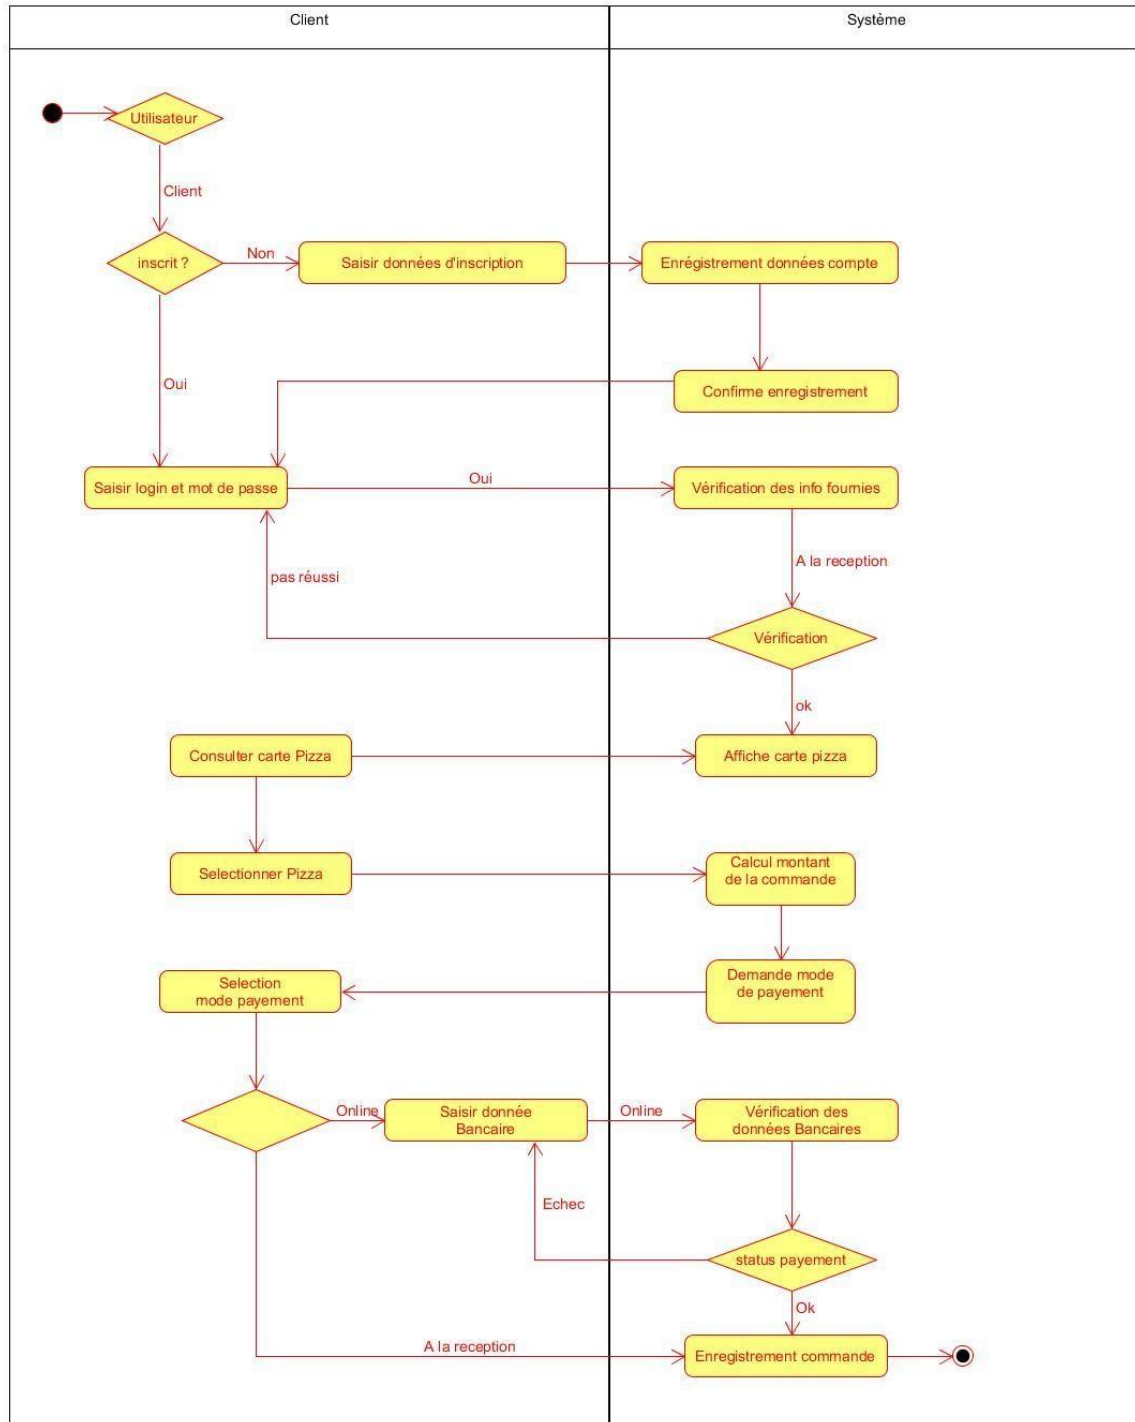 Client
Système
Utilisateur
Client
inscrit ?
Non
Saisir données d'inscription
Enrégistrement données compte
Oui
Confirme enregistrement
Saisir login et mot de passe
Oui
Vérification des info fournies
A la reception
pas réussi
Vérification
ok
Consulter carte Pizza
Affiche carte pizza
Selectionner Pizza
Calcul montant
de la commande
Selection
mode payement
Demande mode
de payement
Online
Saisir donnée
Bancaire
Online
Vérification des
données Bancaires
Echec
status payement
Ok
A la reception
Enregistrement commande